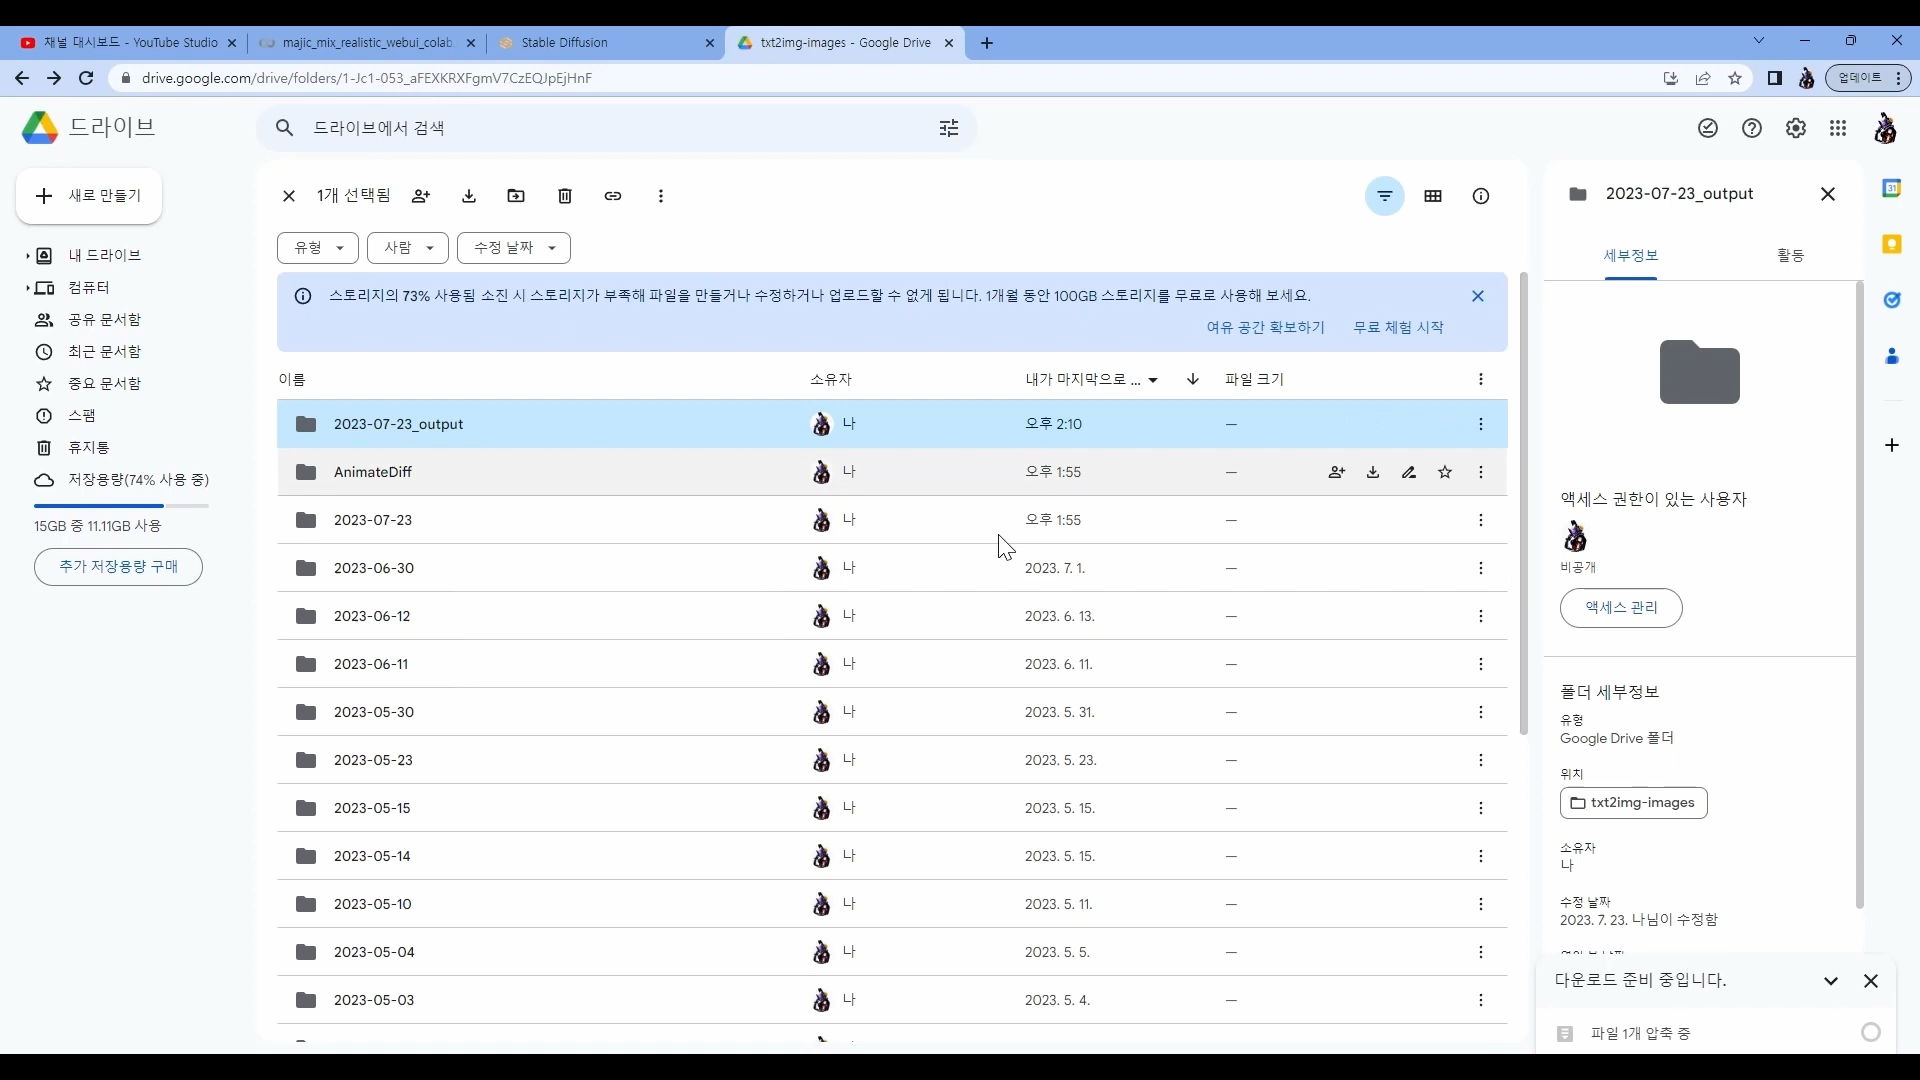 채널 대시보드 - YouTube Studio
majic_mix_realistic_webui_colab.
Stable Diffusion
txt2img-images - Google Drive
drive.google.com/drive/folders/1-Jc1-053_aFEXKRXFgmV7CzEQJpEjHnF
업데이트
드라이브
드라이브에서 검색
새로 만들기
내 드라이브
컴퓨터
공유 문서함
최근 문서함
중요 문서함
스팸
휴지통
저장용량(74% 사용 중)
15GB 중 11.11GB 사용
추가 저장용량 구매
1개 선택됨
유형
사람
수정 날짜
스토리지의 73% 사용됨 소진 시 스토리지가 부족해 파일을 만들거나 수정하거나 업로드할 수 없게 됩니다. 1개월 동안 100GB 스토리지를 무료로 사용해 보세요.
여유 공간 확보하기 무료 체험 시작
이름 소유자 내가 마지막으로 ... 파일 크기
2023-07-23_output 나 오후 2:10 —
AnimateDiff 나 오후 1:55 —
2023-07-23 나 오후 1:55 —
2023-06-30 나 2023. 7. 1. —
2023-06-12 나 2023. 6. 13. —
2023-06-11 나 2023. 6. 11. —
2023-05-30 나 2023. 5. 31. —
2023-05-23 나 2023. 5. 23. —
2023-05-15 나 2023. 5. 15. —
2023-05-14 나 2023. 5. 15. —
2023-05-10 나 2023. 5. 11. —
2023-05-04 나 2023. 5. 5. —
2023-05-03 나 2023. 5. 4. —
2023-07-23_output
세부정보
활동
액세스 권한이 있는 사용자
비공개
액세스 관리
폴더 세부정보
유형
Google Drive 폴더
위치
txt2img-images
소유자
나
수정 날짜
2023. 7. 23. 나님이 수정함
다운로드 준비 중입니다.
파일 1개 압축 중
31